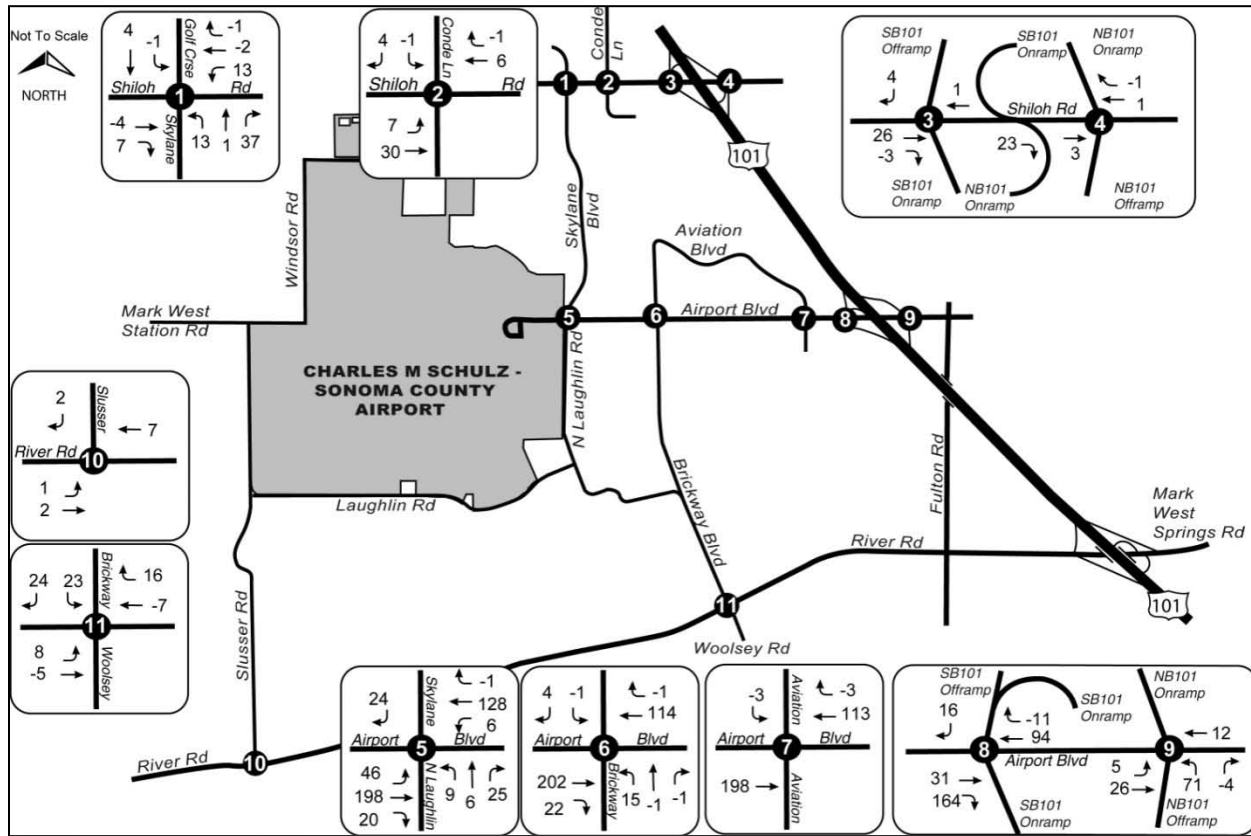 Not To Scale
NORTH
4
-1
Golf Crse
-1
-2
13
Shiloh
1
Rd
-4
7
Skylane
13
1
37
4
-1
Conde Ln
-1
6
Shiloh
2
Rd
7
30
1
2
3
4
Conde
Ln
101
SB101
Offramp
SB101
Onramp
NB101
Onramp
4
1
Shiloh Rd
-1
1
3
4
26
-3
23
3
SB101
Onramp
NB101
Onramp
NB101
Offramp
Windsor Rd
Skylane
Blvd
Aviation
Blvd
Mark West
Station Rd
5
6
Airport Blvd
7
8
9
CHARLES M SCHULZ -
SONOMA COUNTY
AIRPORT
N Laughlin Rd
Brickway Blvd
Fulton Rd
Laughlin Rd
River Rd
Mark
West
Springs Rd
101
2
Slusser
7
River Rd
10
1
2
24
23
Brickway
16
-7
11
8
-5
Woolsey
Slusser Rd
11
Woolsey Rd
River Rd
10
24
Skylane
-1
128
6
Airport
5
Blvd
46
198
20
N Laughlin
9
6
25
4
-1
-1
114
Airport
6
Blvd
202
22
Brickway
15
-1
-1
-3
Aviation
-3
113
Airport
7
Blvd
198
Aviation
SB101
Offramp
16
SB101
Onramp
-11
94
NB101
Onramp
12
8
Airport Blvd
9
31
164
5
26
71
-4
SB101
Onramp
NB101
Offramp